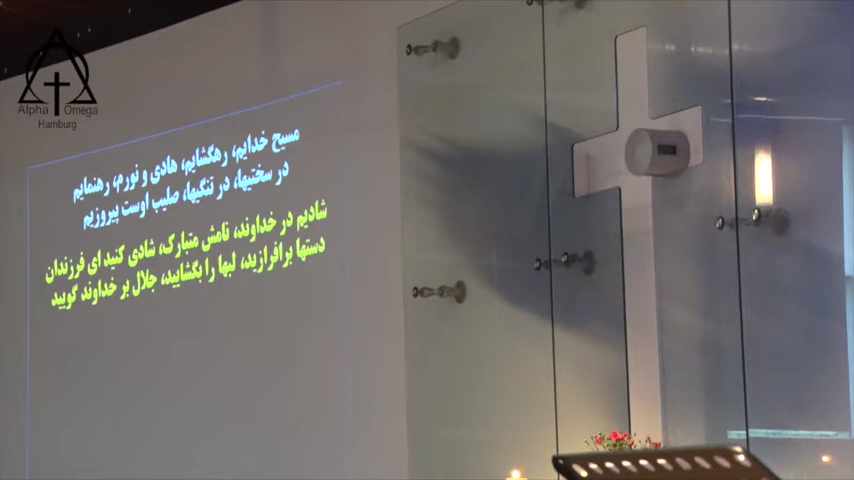 Alpha Omega
Hamburg
مسیح خدایم، رهگشایم، هادی و نورم، رهنمایم
در سختیها، در تنگیها، صلیب اوست پیروزیم
شادیم در خداوند، نامش متبارک، شادی کنید ای فرزندان
دستها برافرازید، لبها را بگشایید، جلال بر خداوند گویید